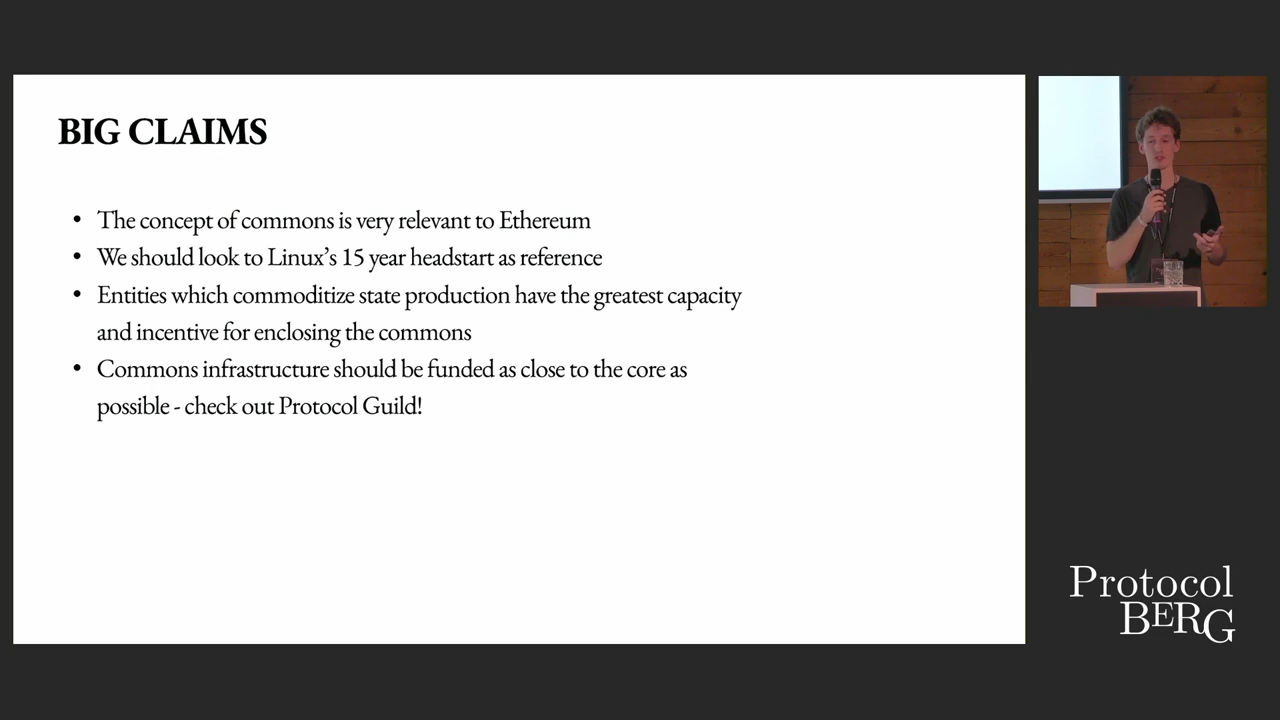 BIG CLAIMS
• The concept of commons is very relevant to Ethereum
• We should look to Linux’s 15 year headstart as reference
• Entities which commoditize state production have the greatest capacity
and incentive for enclosing the commons
• Commons infrastructure should be funded as close to the core as
possible - check out Protocol Guild!
Protocol
BERG